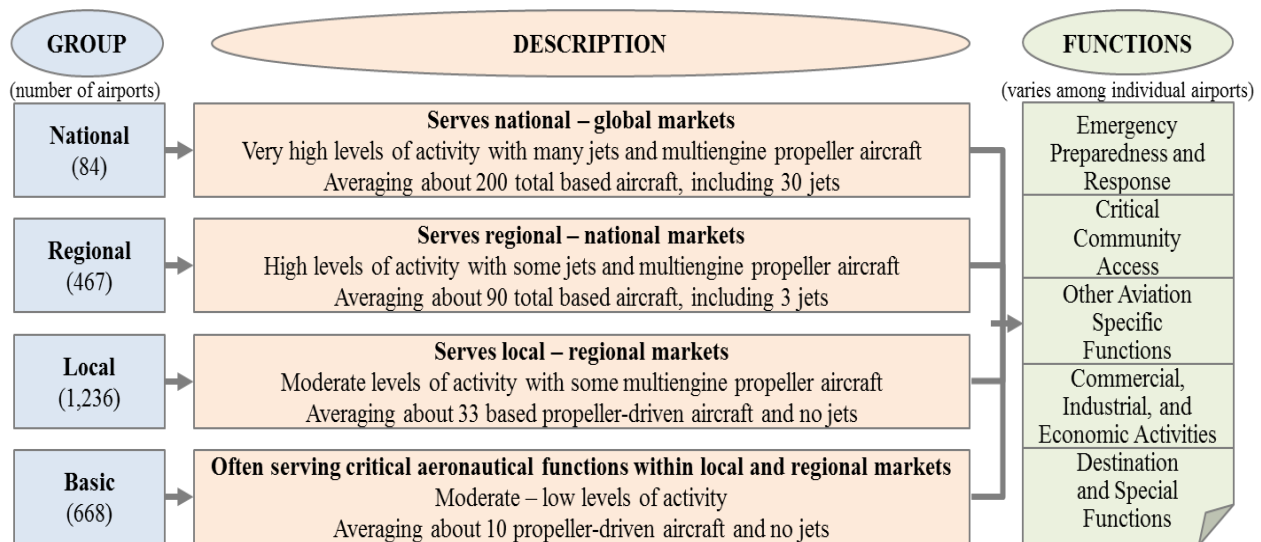 GROUP
DESCRIPTION
FUNCTIONS
(number of airports)
(varies among individual airports)
National
(84)
Serves national – global markets
Very high levels of activity with many jets and multiengine propeller aircraft
Averaging about 200 total based aircraft, including 30 jets
Regional
(467)
Serves regional – national markets
High levels of activity with some jets and multiengine propeller aircraft
Averaging about 90 total based aircraft, including 3 jets
Local
(1,236)
Serves local – regional markets
Moderate levels of activity with some multiengine propeller aircraft
Averaging about 33 based propeller-driven aircraft and no jets
Basic
(668)
Often serving critical aeronautical functions within local and regional markets
Moderate – low levels of activity
Averaging about 10 propeller-driven aircraft and no jets
Emergency
Preparedness and
Response
Critical
Community
Access
Other Aviation
Specific
Functions
Commercial,
Industrial, and
Economic Activities
Destination
and Special
Functions